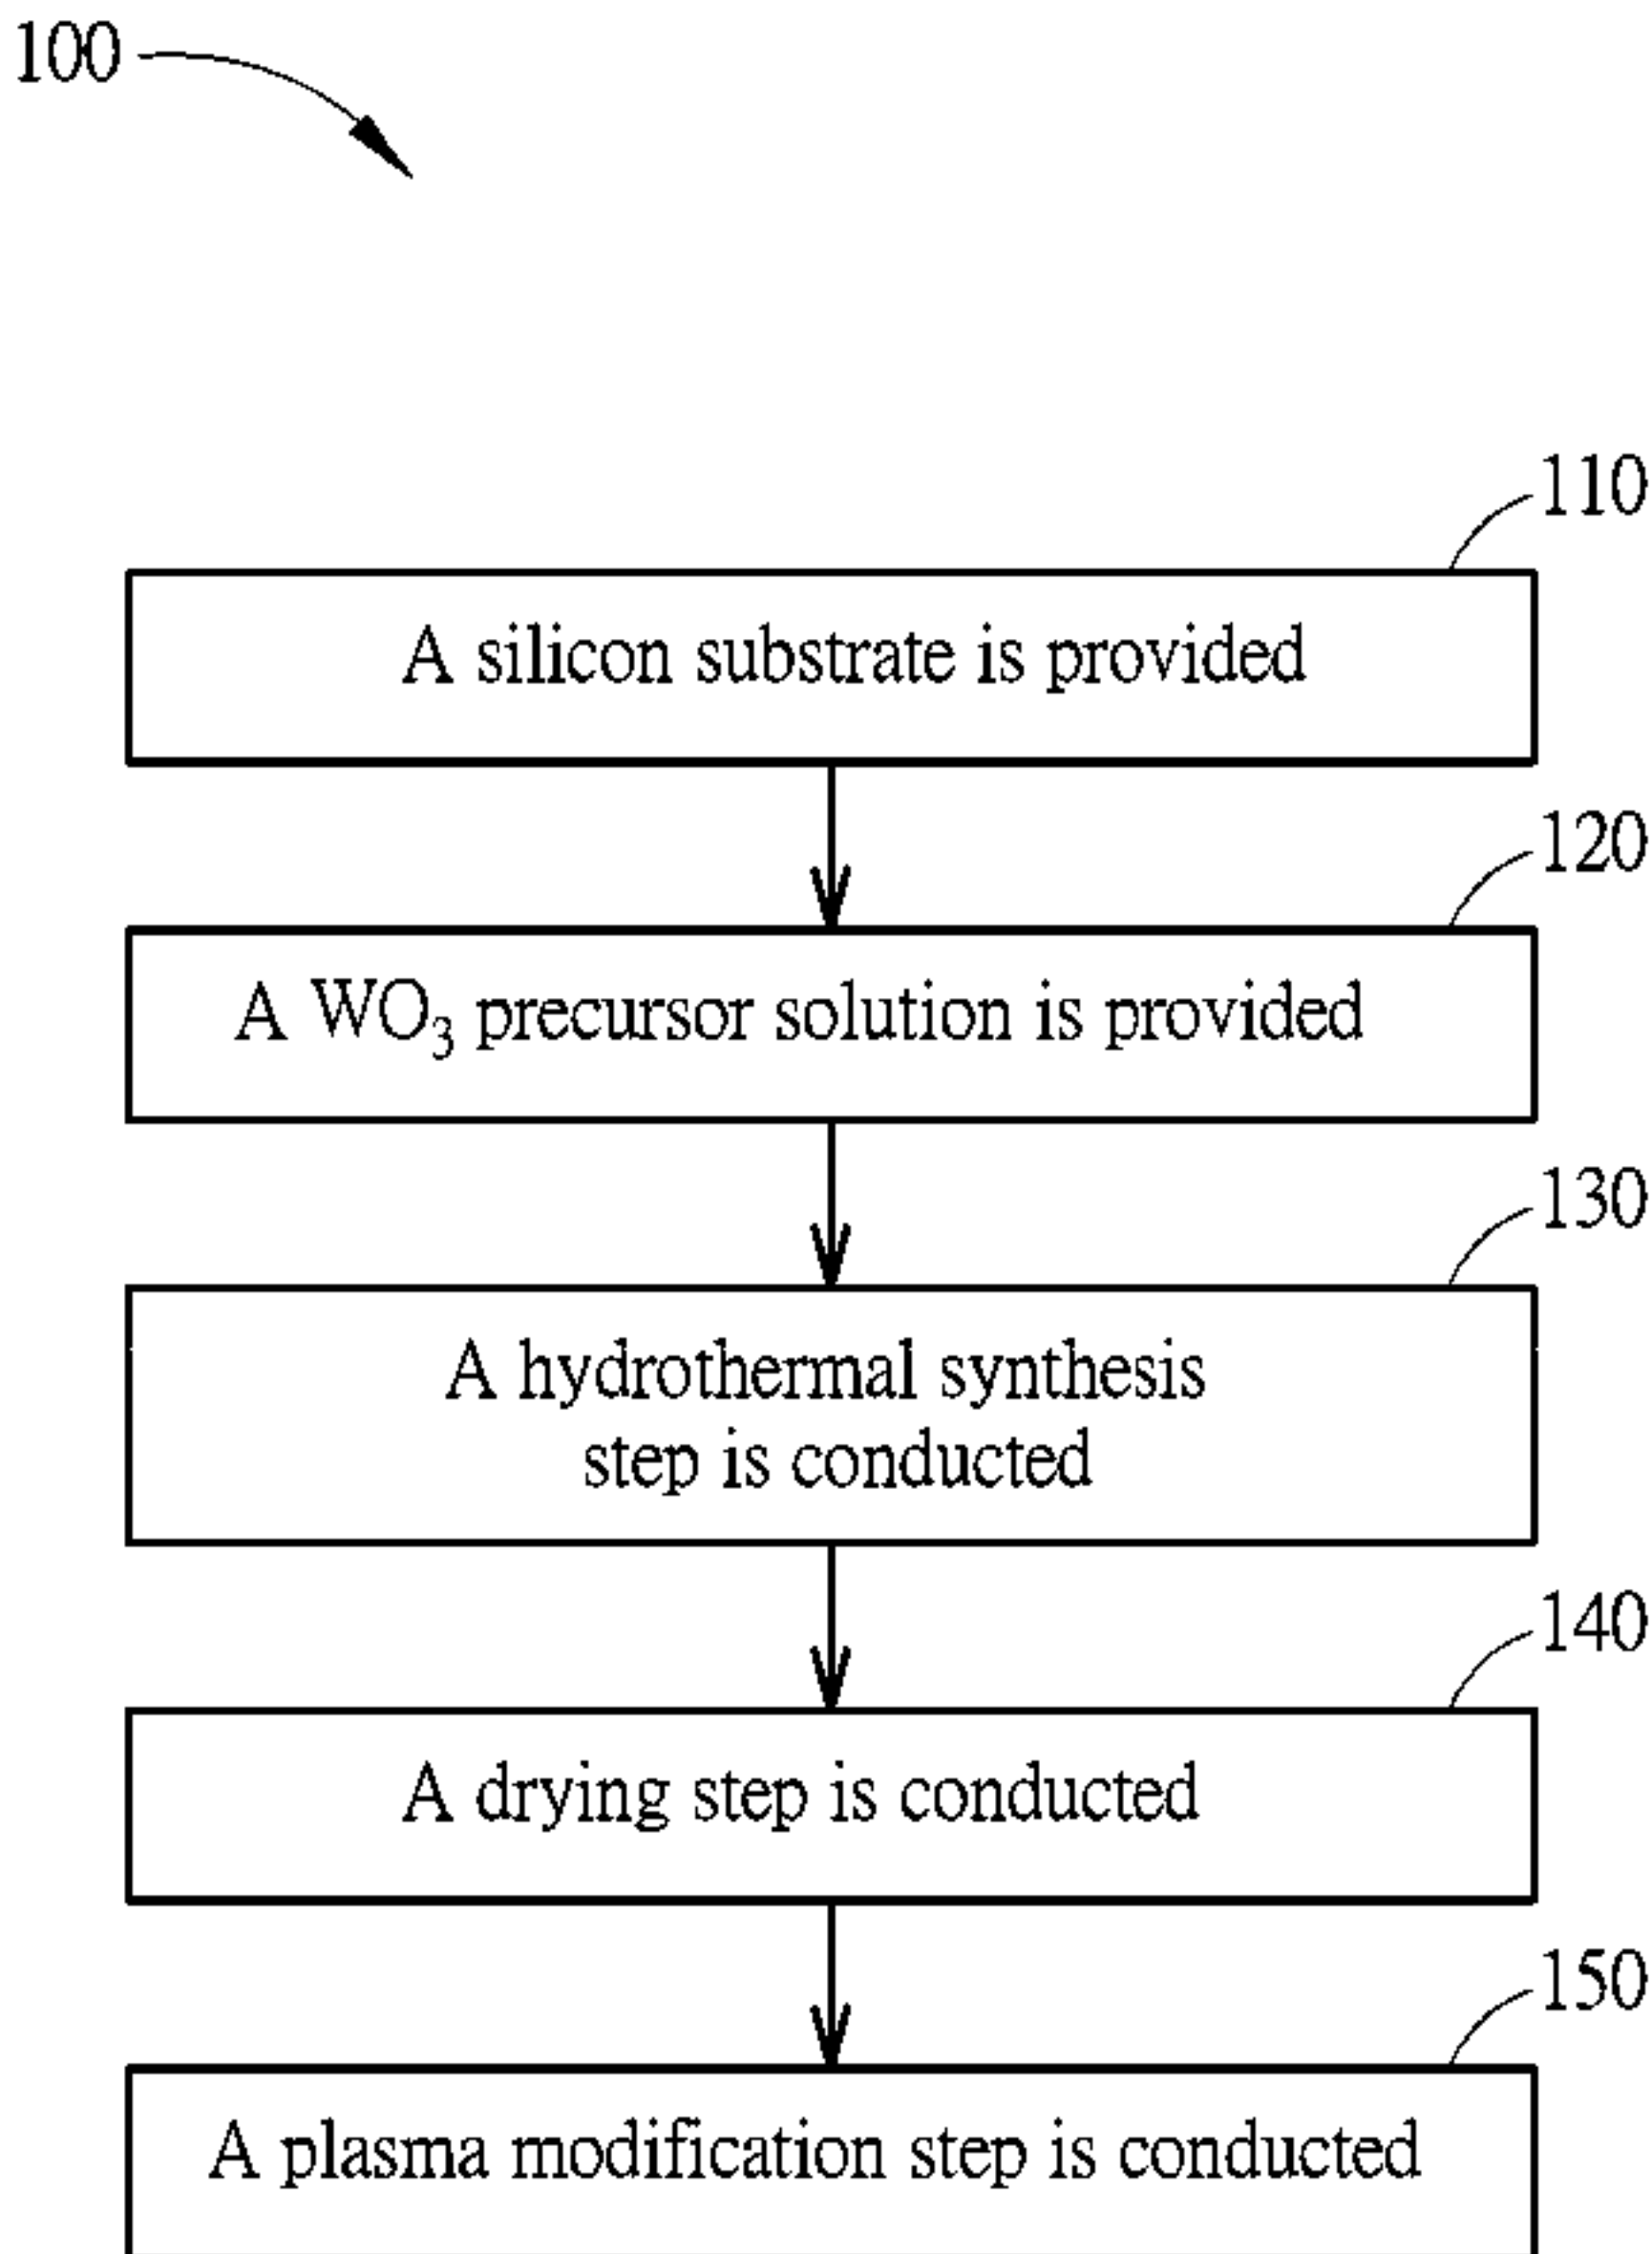 100
110
A silicon substrate is provided
120
A WO₃ precursor solution is provided
130
A hydrothermal synthesis
step is conducted
140
A drying step is conducted
150
A plasma modification step is conducted